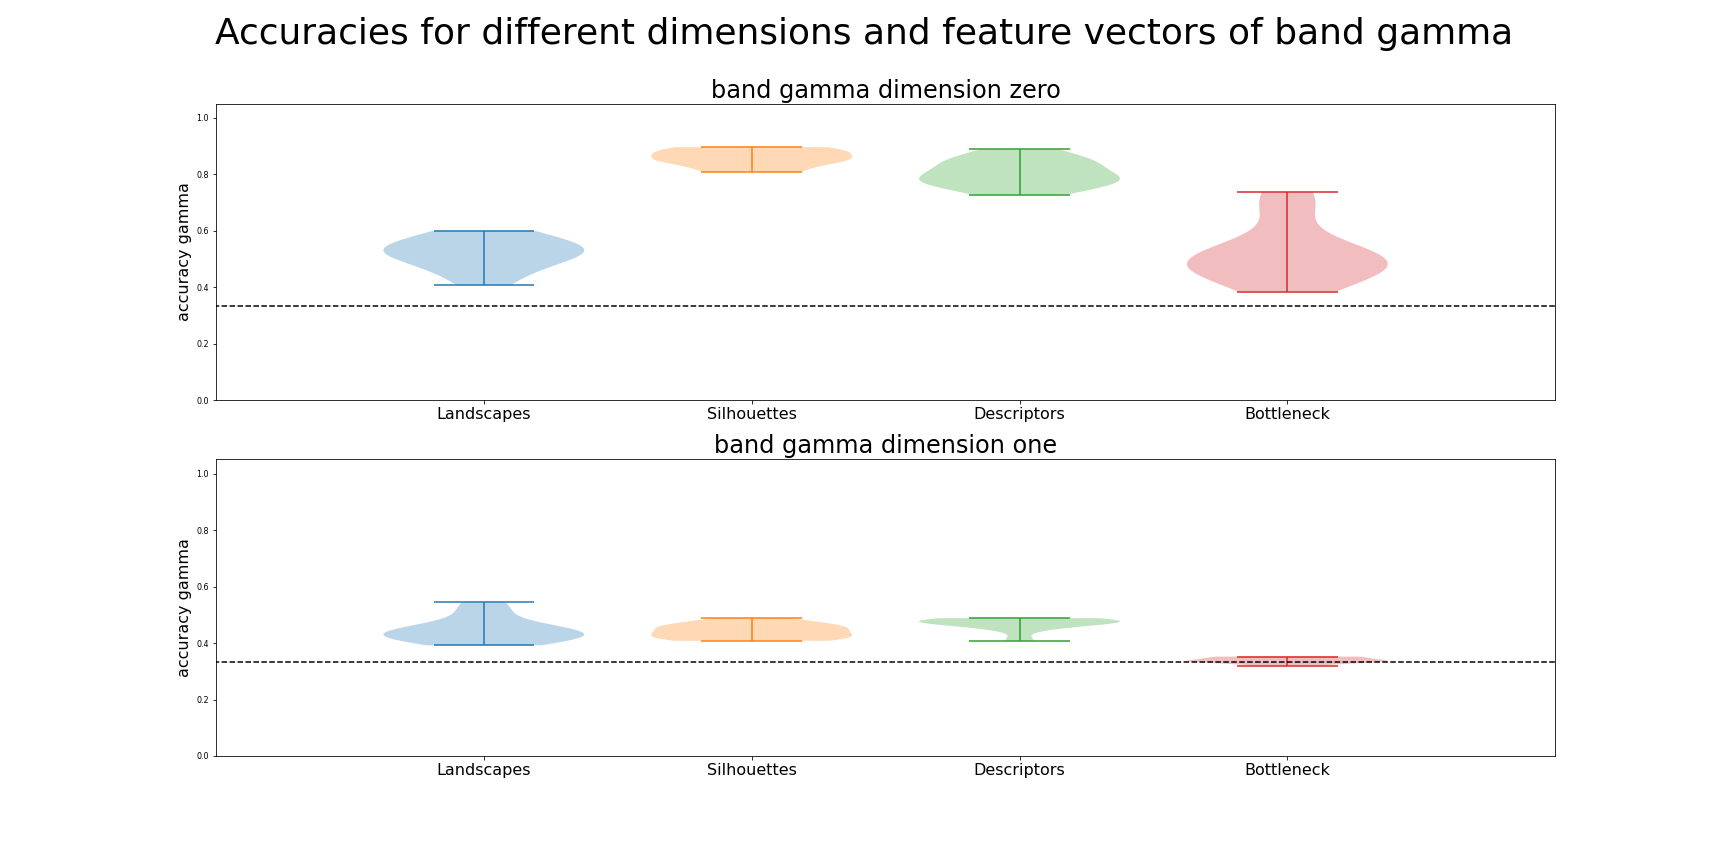 Accuracies for different dimensions and feature vectors of band gamma
band gamma dimension zero
accuracy gamma
1.0
0.8
0.6
0.4
0.2
0.0
Landscapes Silhouettes Descriptors Bottleneck
band gamma dimension one
accuracy gamma
1.0
0.8
0.6
0.4
0.2
0.0
Landscapes Silhouettes Descriptors Bottleneck